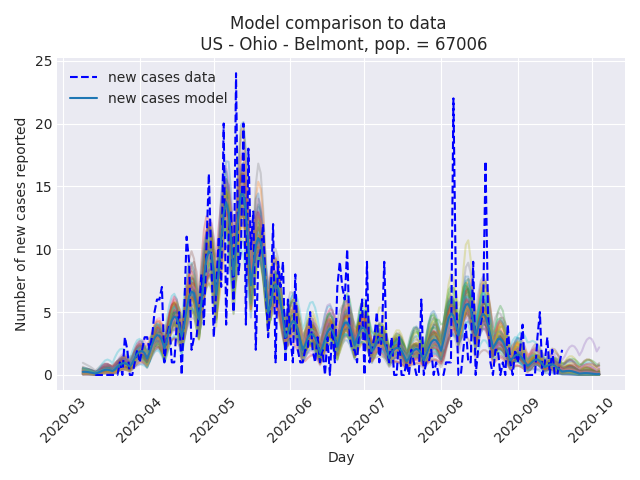 Model comparison to data
US - Ohio - Belmont, pop. = 67006
new cases data
new cases model
Number of new cases reported
25
20
15
10
5
0
2020-03
2020-04
2020-05
2020-06
2020-07
2020-08
2020-09
2020-10
Day